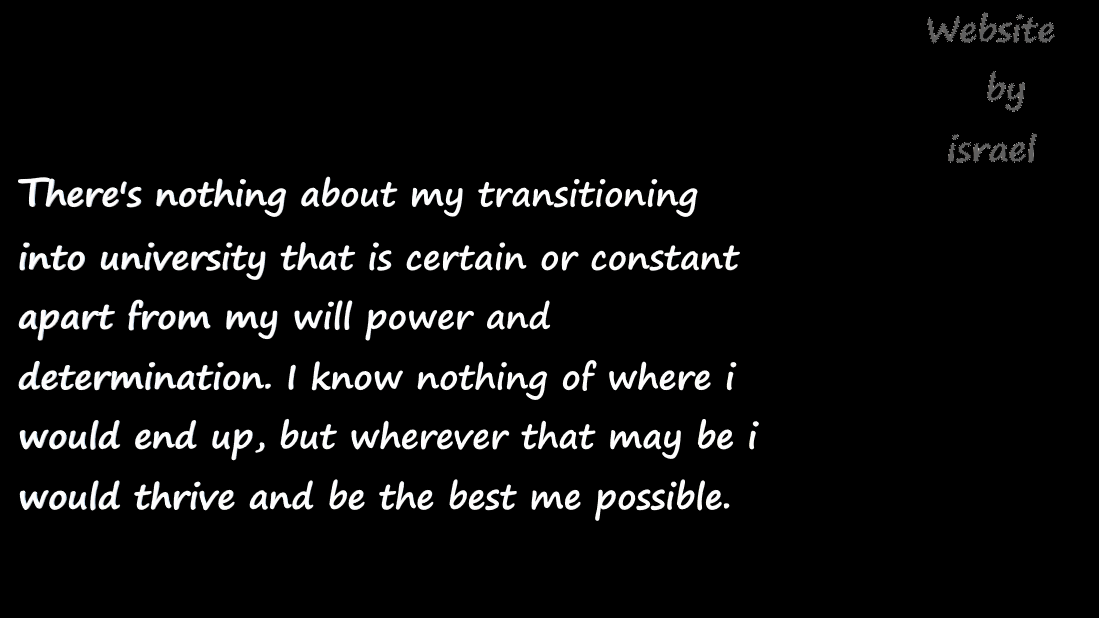 Website
by
israel
There's nothing about my transitioning
into university that is certain or constant
apart from my will power and
determination. I know nothing of where i
would end up, but wherever that may be i
would thrive and be the best me possible.